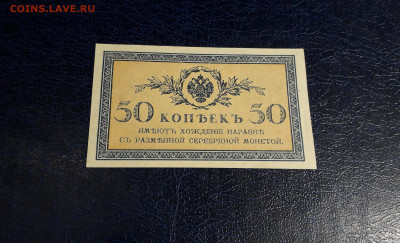 COINS.LAVE.RU
50 КОПѢЕКЪ 50
ИМѢЮТЪ ХОЖДЕНІЕ НАРАВНѢ
СЪ РАЗМѢННОЙ СЕРЕБРЯНОЙ МОНЕТОЙ.